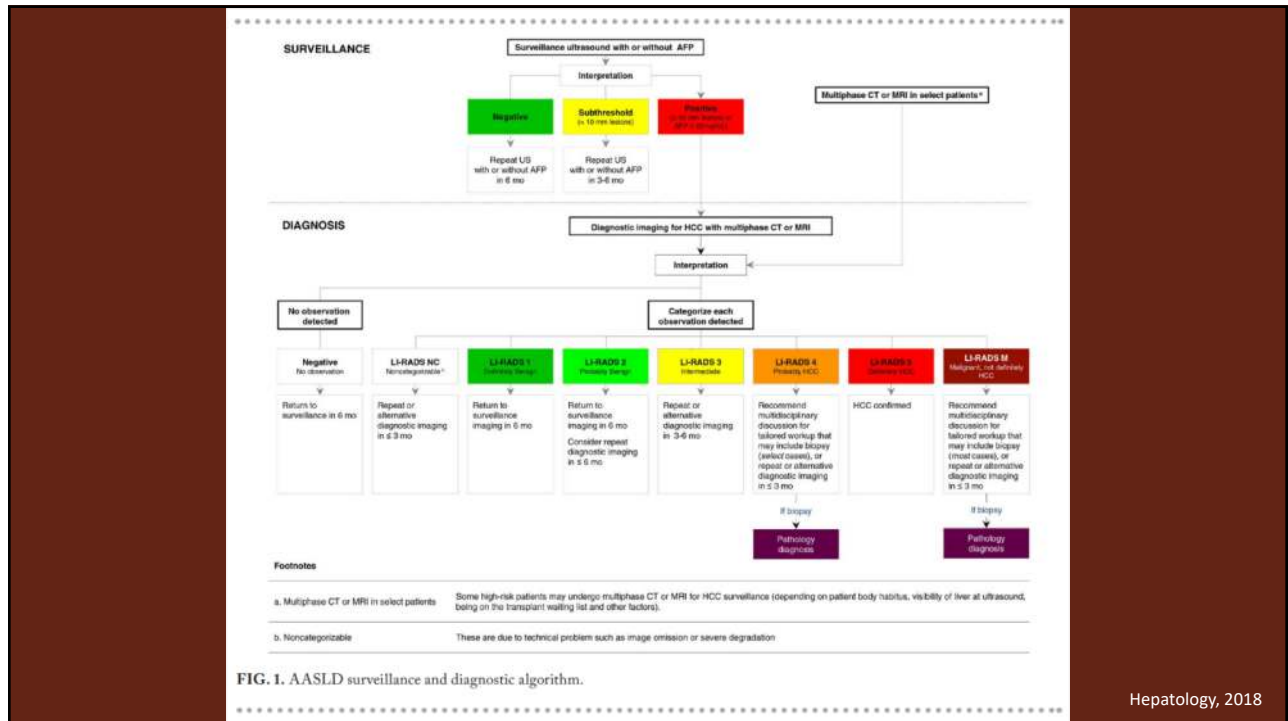 SURVEILLANCE
Surveillance ultrasound with or without AFP
Interpretation
Multiphase CT or MRI in select patients a
Negative
Subthreshold
(< 10 mm lesions)
Positive
Repeat US
with or without AFP
in 6 mo
Repeat US
with or without AFP
in 3-6 mo
DIAGNOSIS
Diagnostic imaging for HCC with multiphase CT or MRI
Interpretation
No observation
detected
Categorize each
observation detected
Negative
No observation
LI-RADS NC
Noncategorizable b
LI-RADS 1
Definitely Benign
LI-RADS 2
Probably Benign
LI-RADS 3
Intermediate
LI-RADS 4
Probably HCC
LI-RADS 5
Definitely HCC
LI-RADS M
Malignant, not definitely
HCC
Return to
surveillance in 6 mo
Repeat or
alternative
diagnostic imaging
in ≤ 3 mo
Return to
surveillance
imaging in 6 mo
Return to
surveillance
imaging in 6 mo
Consider repeat
diagnostic imaging
in ≤ 6 mo
Repeat or
alternative
diagnostic imaging
in 3-6 mo
Recommend
multidisciplinary
discussion for
tailored workup that
may include biopsy
(select cases), or
repeat or alternative
diagnostic imaging
in ≤ 3 mo
HCC confirmed
Recommend
multidisciplinary
discussion for
tailored workup that
may include biopsy
(most cases), or
repeat or alternative
diagnostic imaging
in ≤ 3 mo
If biopsy
If biopsy
Pathology
diagnosis
Pathology
diagnosis
Footnotes
a. Multiphase CT or MRI in select patients
Some high-risk patients may undergo multiphase CT or MRI for HCC surveillance (depending on patient body habitus, visibility of liver at ultrasound,
being on the transplant waiting list and other factors).
b. Noncategorizable
These are due to technical problem such as image omission or severe degradation
FIG. 1. AASLD surveillance and diagnostic algorithm.
Hepatology, 2018